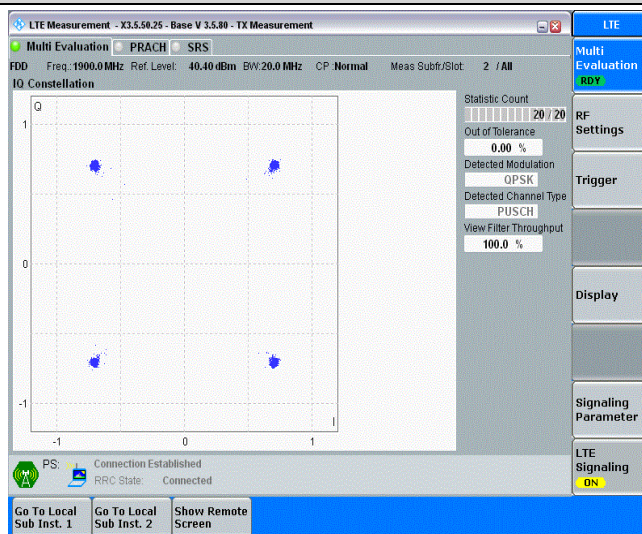 LTE Measurement - X3.5.50.25 - Base V 3.5.80 - TX Measurement
LTE
Multi Evaluation PRACH SRS
Multi
Evaluation
RDY
FDD Freq.:1900.0 MHz Ref. Level: 40.40 dBm BW:20.0 MHz CP :Normal Meas Subfr./Slot: 2 / All
IQ Constellation
Q
1
0
-1
-1
0
1
I
Statistic Count
20 / 20
Out of Tolerance
0.00 %
Detected Modulation
QPSK
Detected Channel Type
PUSCH
View Filter Throughput
100.0 %
RF
Settings
Trigger
Display
Signaling
Parameter
LTE
Signaling
ON
PS: Connection Established
RRC State: Connected
Go To Local
Sub Inst. 1
Go To Local
Sub Inst. 2
Show Remote
Screen